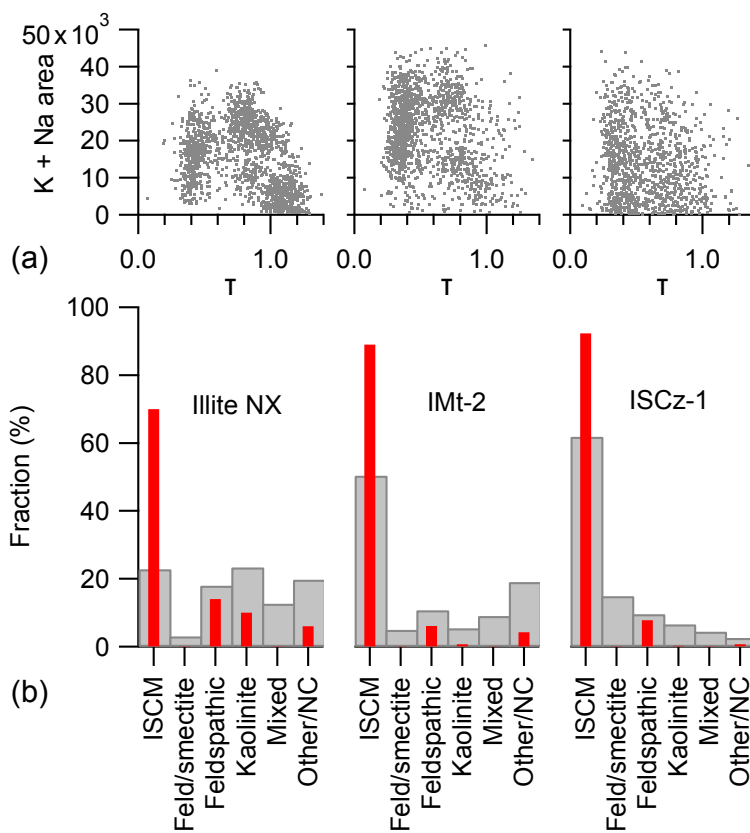 50 x 10³
40
30
20
10
0
K + Na area
(a)
0.0 1.0 0.0 1.0 0.0 1.0
т т т
100
80
60
40
20
0
Fraction (%)
Illite NX IMt-2 ISCz-1
(b)
ISCM Feld/smectite Feldspathic Kaolinite Mixed Other/NC
ISCM Feld/smectite Feldspathic Kaolinite Mixed Other/NC
ISCM Feld/smectite Feldspathic Kaolinite Mixed Other/NC